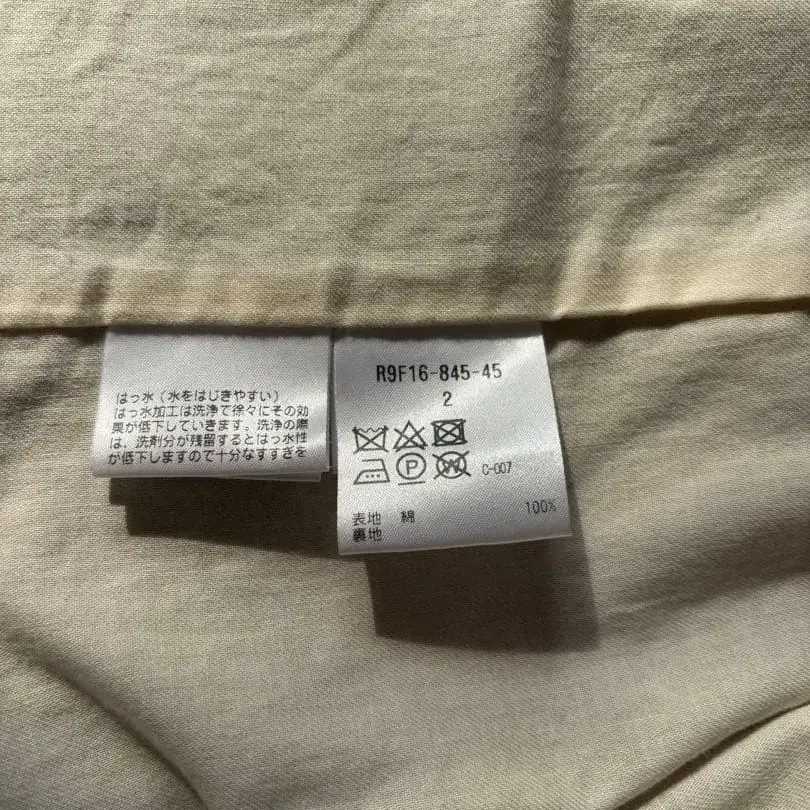 はっ水（水をはじきやすい）
はっ水加工は洗浄で徐々にその効
果が低下していきます。洗浄の際
は、洗剤分が残留するとはっ水性
が低下しますので十分なすすぎを
R9F16-845-45
2
P W C-007
表地 綿 100%
裏地